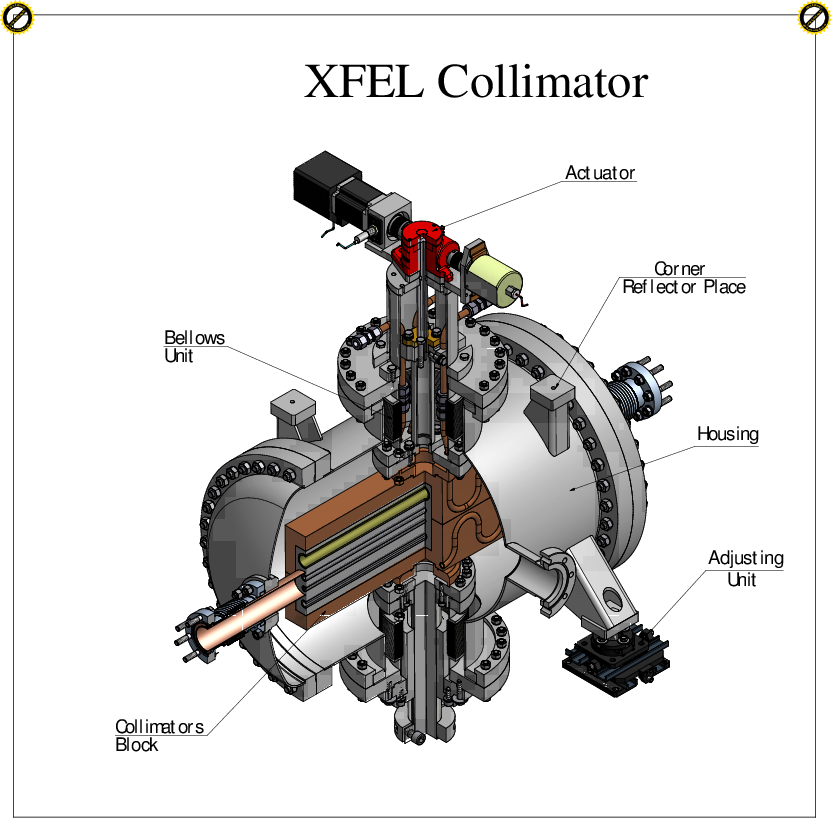 XFEL Collimator
Actuator
Corner
Reflector Place
Bellows
Unit
Housing
Adjusting
Unit
Collimators
Block